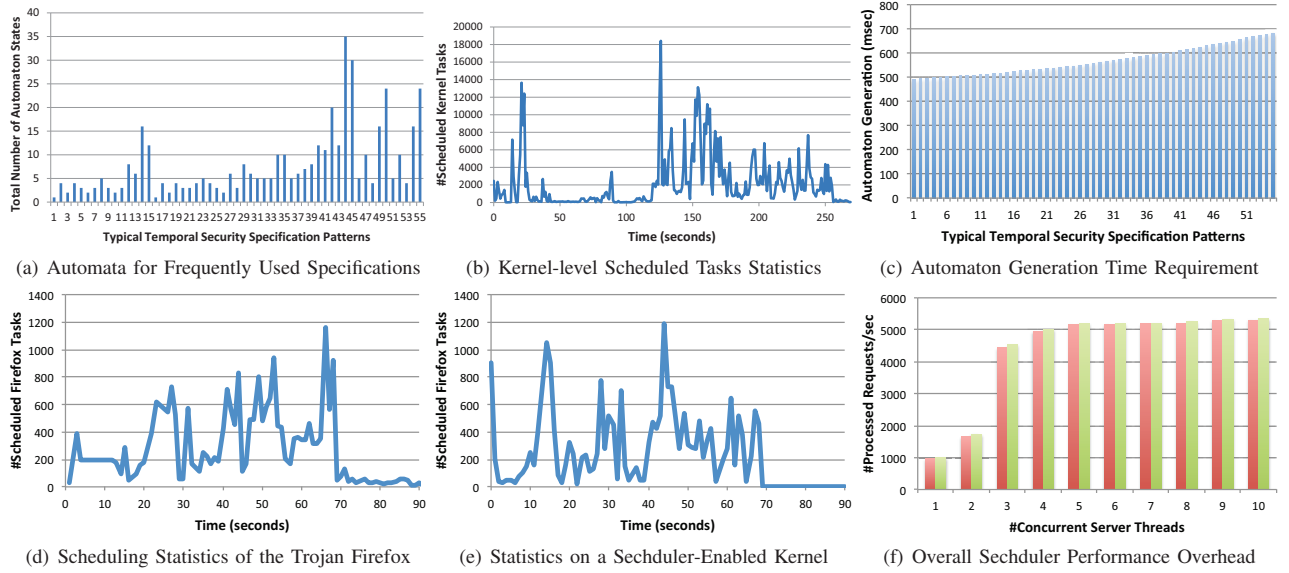 Total Number of Automaton States
40
35
30
25
20
15
10
5
0
1 3 5 7 9 11 13 15 17 19 21 23 25 27 29 31 33 35 37 39 41 43 45 47 49 51 53 55
Typical Temporal Security Specification Patterns
(a) Automata for Frequently Used Specifications
#Scheduled Kernel Tasks
20000
18000
16000
14000
12000
10000
8000
6000
4000
2000
0
0 50 100 150 200 250
Time (seconds)
(b) Kernel-level Scheduled Tasks Statistics
Automaton Generation (msec)
800
700
600
500
400
300
200
100
0
1 6 11 16 21 26 31 36 41 46 51
Typical Temporal Security Specification Patterns
(c) Automaton Generation Time Requirement
#Scheduled Firefox Tasks
1400
1200
1000
800
600
400
200
0
0 10 20 30 40 50 60 70 80 90
Time (seconds)
(d) Scheduling Statistics of the Trojan Firefox
#Scheduled Firefox Tasks
1400
1200
1000
800
600
400
200
0
0 10 20 30 40 50 60 70 80 90
Time (seconds)
(e) Statistics on a Sechduler-Enabled Kernel
#Processed Requests/sec
6000
5000
4000
3000
2000
1000
0
1 2 3 4 5 6 7 8 9 10
#Concurrent Server Threads
(f) Overall Sechduler Performance Overhead